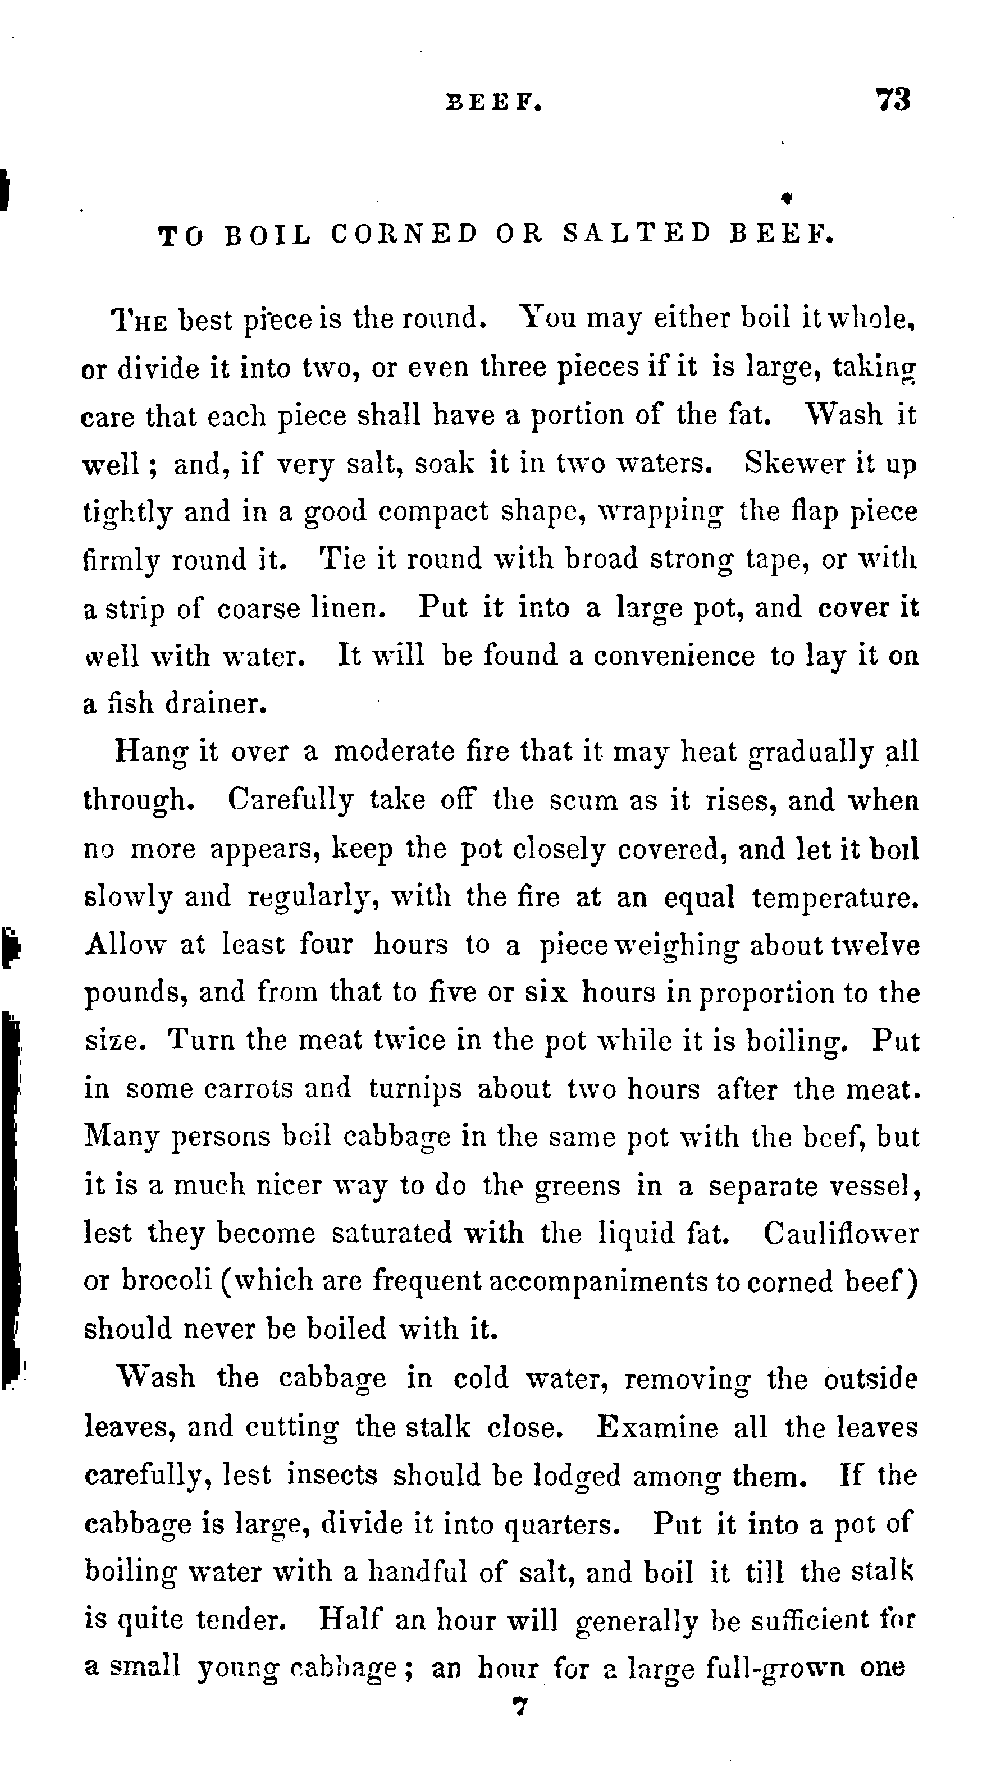 BEEF. 73
TO BOIL CORNED OR SALTED BEEF.
THE best piece is the round. You may either boil it whole,
or divide it into two, or even three pieces if it is large, taking
care that each piece shall have a portion of the fat. Wash it
well; and, if very salt, soak it in two waters. Skewer it up
tightly and in a good compact shape, wrapping the flap piece
firmly round it. Tie it round with broad strong tape, or with
a strip of coarse linen. Put it into a large pot, and cover it
well with water. It will be found a convenience to lay it on
a fish drainer.
Hang it over a moderate fire that it may heat gradually all
through. Carefully take off the scum as it rises, and when
no more appears, keep the pot closely covered, and let it boil
slowly and regularly, with the fire at an equal temperature.
Allow at least four hours to a piece weighing about twelve
pounds, and from that to five or six hours in proportion to the
size. Turn the meat twice in the pot while it is boiling. Put
in some carrots and turnips about two hours after the meat.
Many persons boil cabbage in the same pot with the beef, but
it is a much nicer way to do the greens in a separate vessel,
lest they become saturated with the liquid fat. Cauliflower
or brocoli (which are frequent accompaniments to corned beef)
should never be boiled with it.
Wash the cabbage in cold water, removing the outside
leaves, and cutting the stalk close. Examine all the leaves
carefully, lest insects should be lodged among them. If the
cabbage is large, divide it into quarters. Put it into a pot of
boiling water with a handful of salt, and boil it till the stalk
is quite tender. Half an hour will generally be sufficient for
a small young cabbage; an hour for a large full-grown one
7